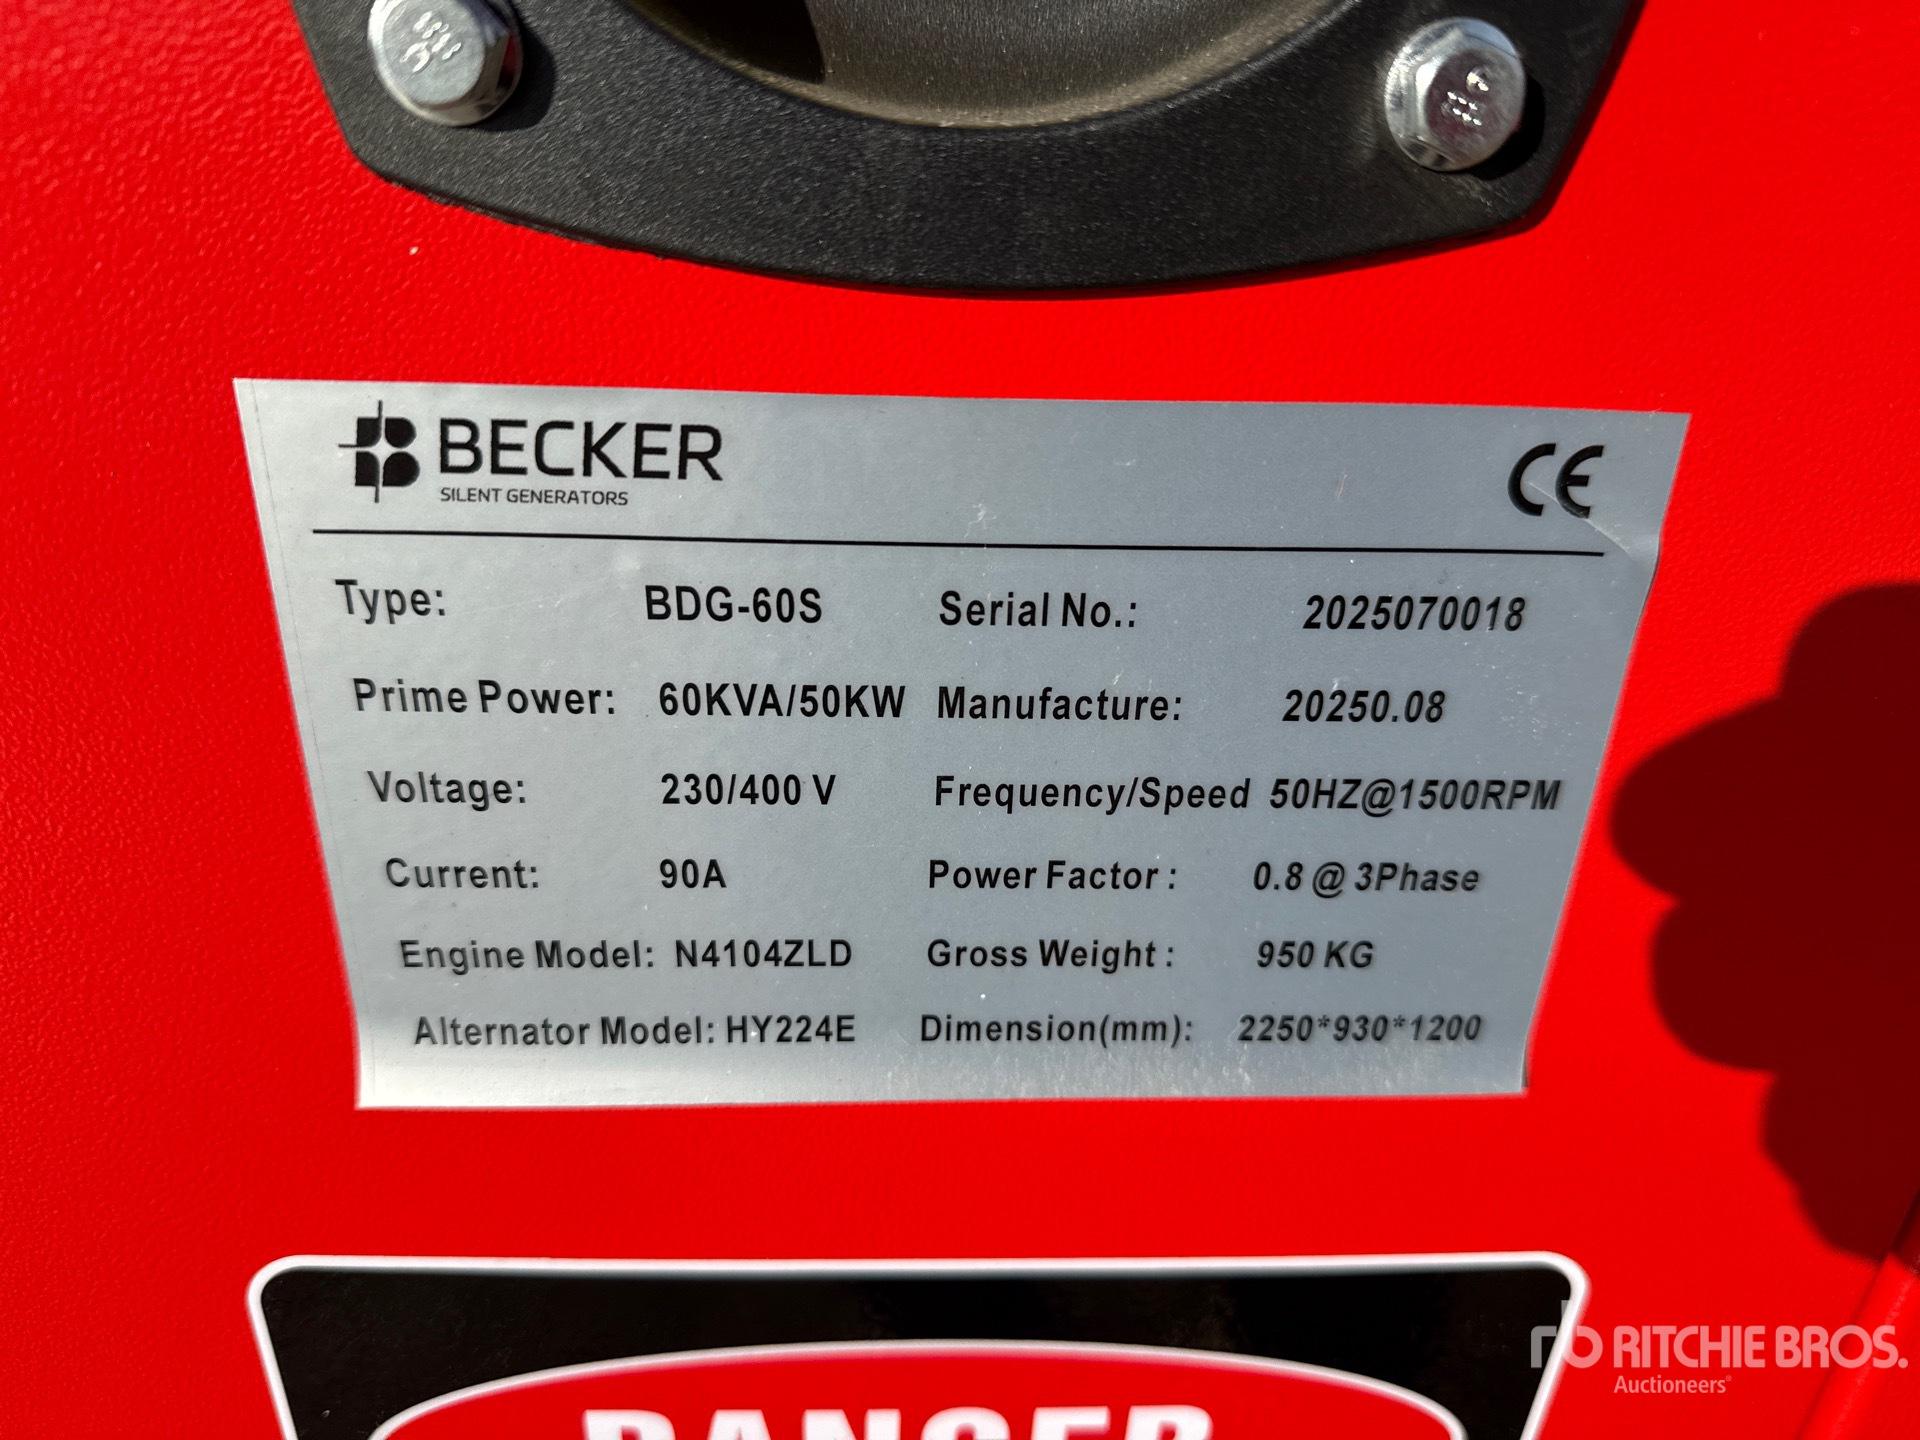 BECKER
SILENT GENERATORS
CE
Type: BDG-60S Serial No.: 2025070018
Prime Power: 60KVA/50KW Manufacture: 20250.08
Voltage: 230/400 V Frequency/Speed 50HZ@1500RPM
Current: 90A Power Factor : 0.8 @ 3Phase
Engine Model: N4104ZLD Gross Weight : 950 KG
Alternator Model: HY224E Dimension(mm): 2250*930*1200
DANGER
rb RITCHIE BROS.
Auctioneers®